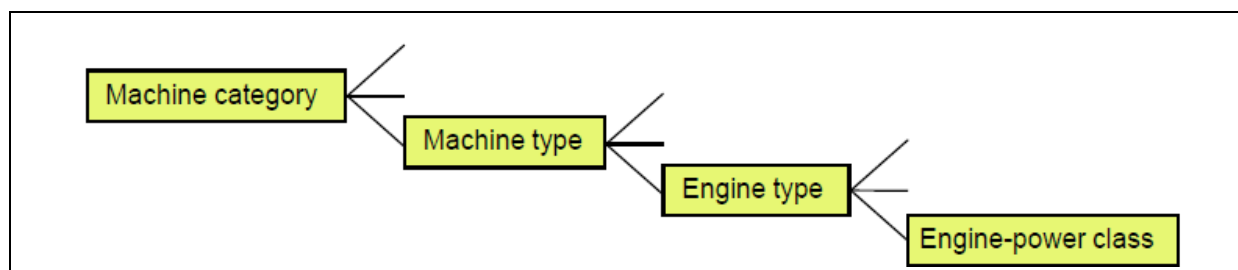 Machine category
Machine type
Engine type
Engine-power class